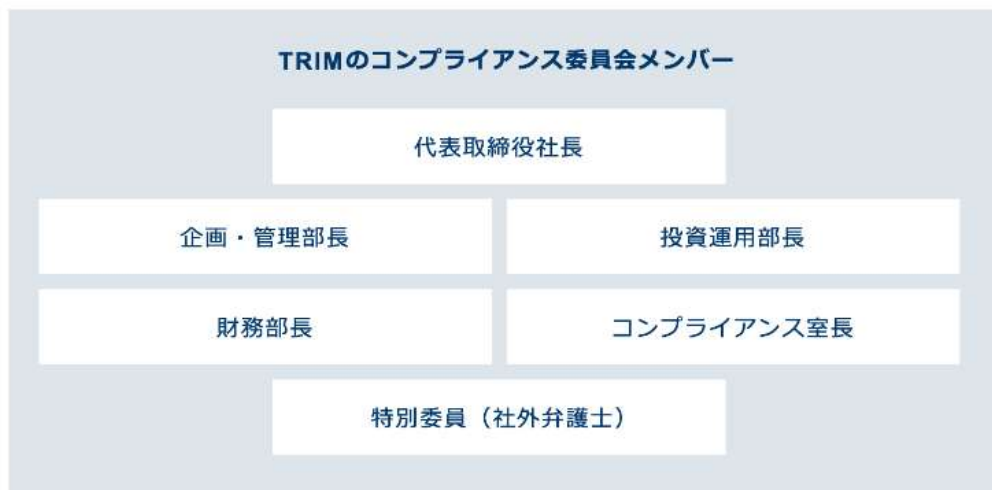 TRIMのコンプライアンス委員会メンバー
代表取締役社長
企画・管理部長
投資運用部長
財務部長
コンプライアンス室長
特別委員（社外弁護士）